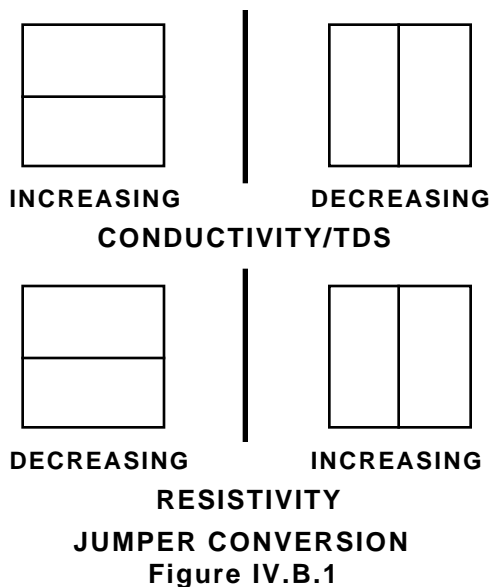 INCREASING DECREASING
CONDUCTIVITY/TDS
DECREASING INCREASING
RESISTIVITY
JUMPER CONVERSION
Figure IV.B.1